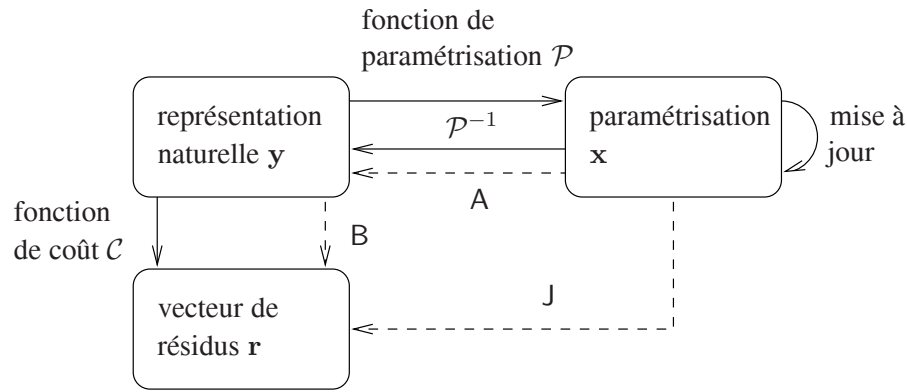 fonction de
paramétrisation 𝒫
représentation
naturelle y
𝒫⁻¹
paramétrisation
x
mise à
jour
A
fonction
de coût 𝒞
B
vecteur de
résidus r
J